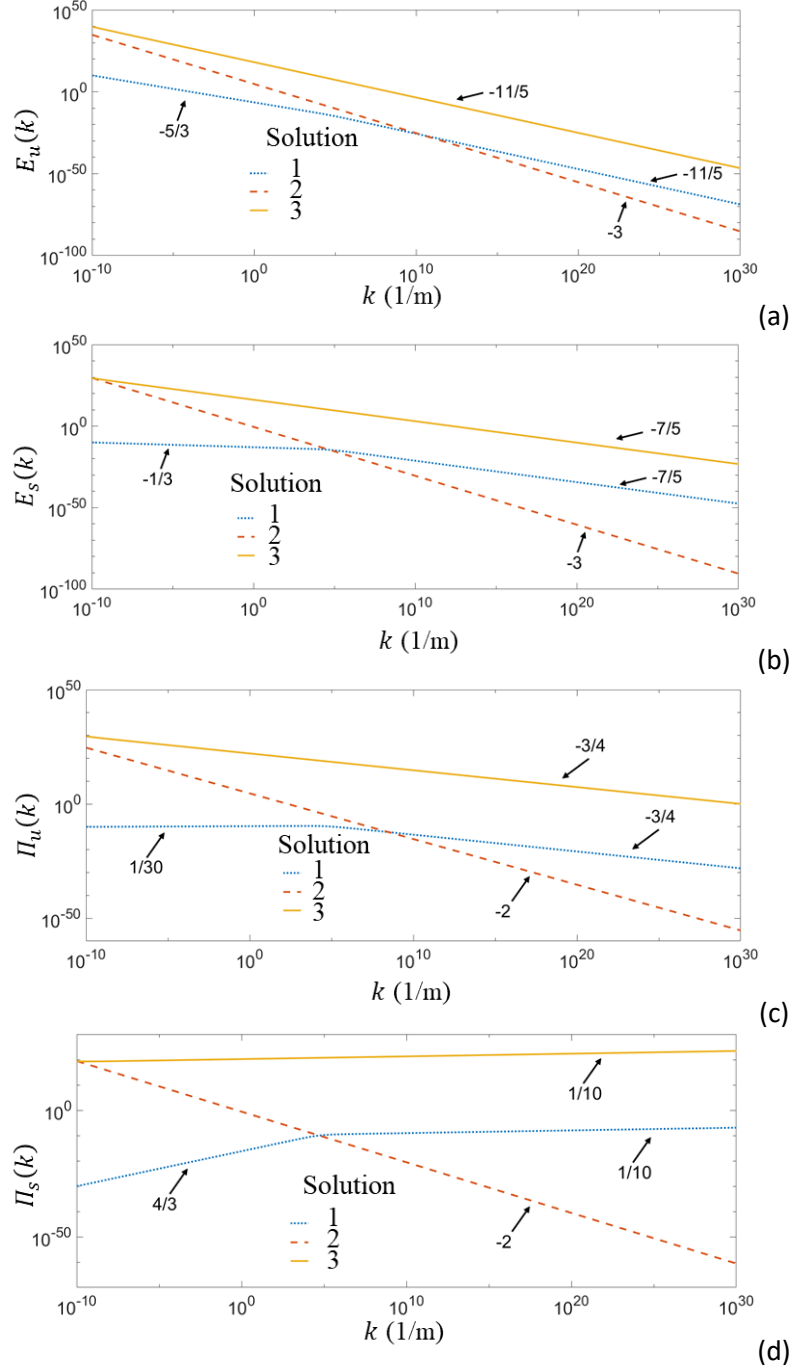 10^50
10^0
10^-50
10^-100
E_u(k)
-5/3
-11/5
-11/5
-3
Solution
1
2
3
10^-10 10^0 10^10 10^20 10^30
k (1/m)
(a)
10^50
10^0
10^-50
10^-100
E_s(k)
-1/3
-7/5
-7/5
-3
Solution
1
2
3
10^-10 10^0 10^10 10^20 10^30
k (1/m)
(b)
10^50
10^0
10^-50
Π_u(k)
-3/4
-3/4
1/30
-2
Solution
1
2
3
10^-10 10^0 10^10 10^20 10^30
k (1/m)
(c)
10^0
10^-50
Π_s(k)
1/10
1/10
4/3
-2
Solution
1
2
3
10^-10 10^0 10^10 10^20 10^30
k (1/m)
(d)